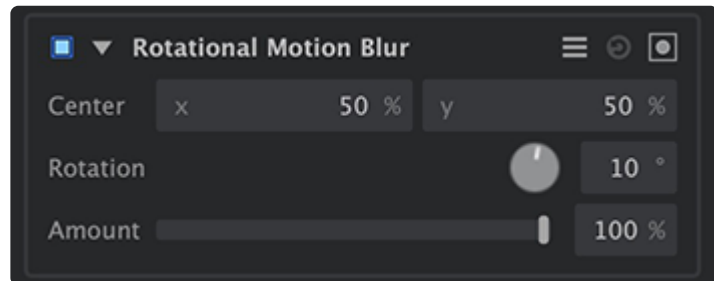 Rotational Motion Blur
Center x 50 % y 50 %
Rotation 10 °
Amount 100 %